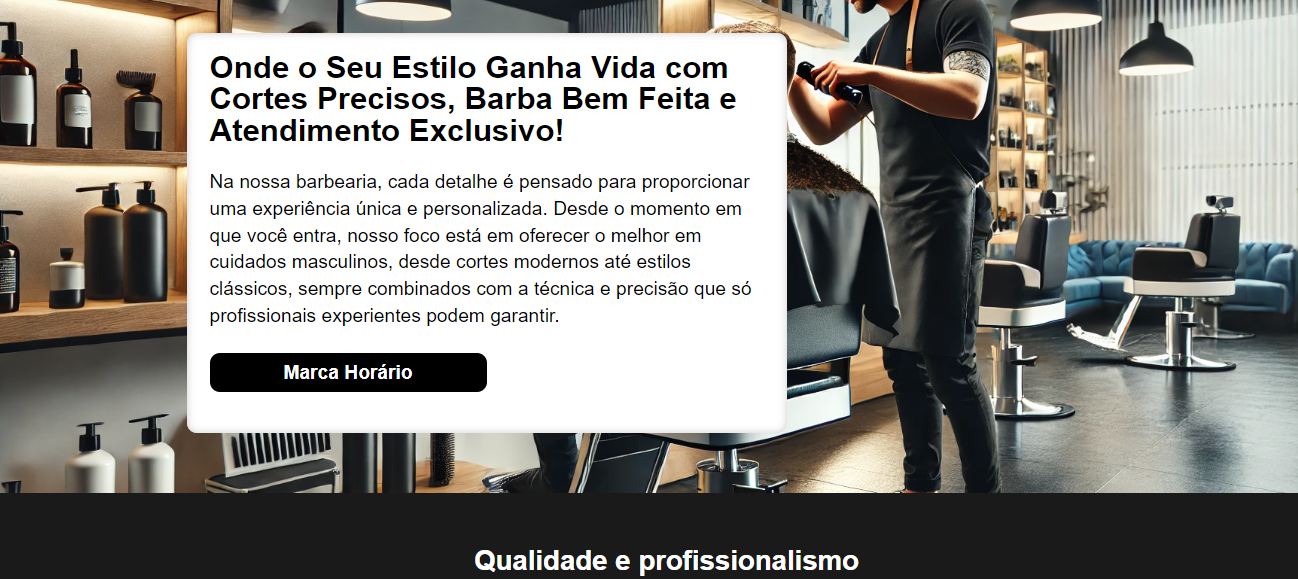 Onde o Seu Estilo Ganha Vida com
Cortes Precisos, Barba Bem Feita e
Atendimento Exclusivo!
Na nossa barbearia, cada detalhe é pensado para proporcionar
uma experiência única e personalizada. Desde o momento em
que você entra, nosso foco está em oferecer o melhor em
cuidados masculinos, desde cortes modernos até estilos
clássicos, sempre combinados com a técnica e precisão que só
profissionais experientes podem garantir.
Marca Horário
Qualidade e profissionalismo